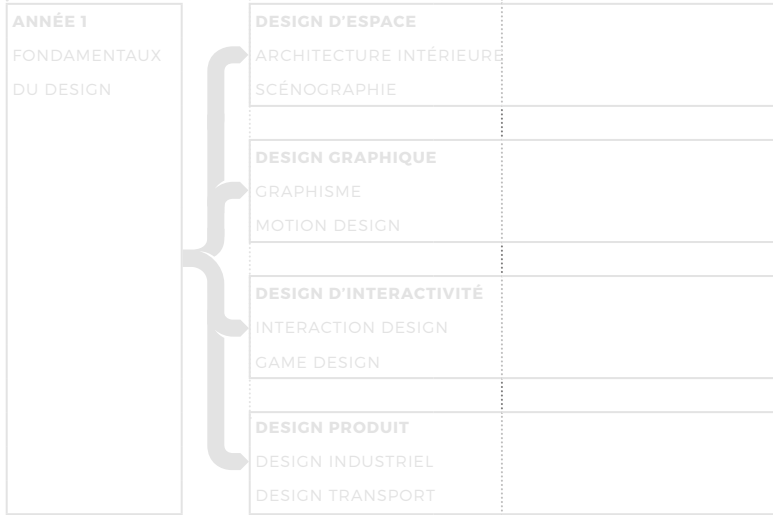 ANNÉE 1
FONDAMENTAUX
DU DESIGN
DESIGN D'ESPACE
ARCHITECTURE INTÉRIEURE
SCÉNOGRAPHIE
DESIGN GRAPHIQUE
GRAPHISME
MOTION DESIGN
DESIGN D'INTERACTIVITÉ
INTERACTION DESIGN
GAME DESIGN
DESIGN PRODUIT
DESIGN INDUSTRIEL
DESIGN TRANSPORT